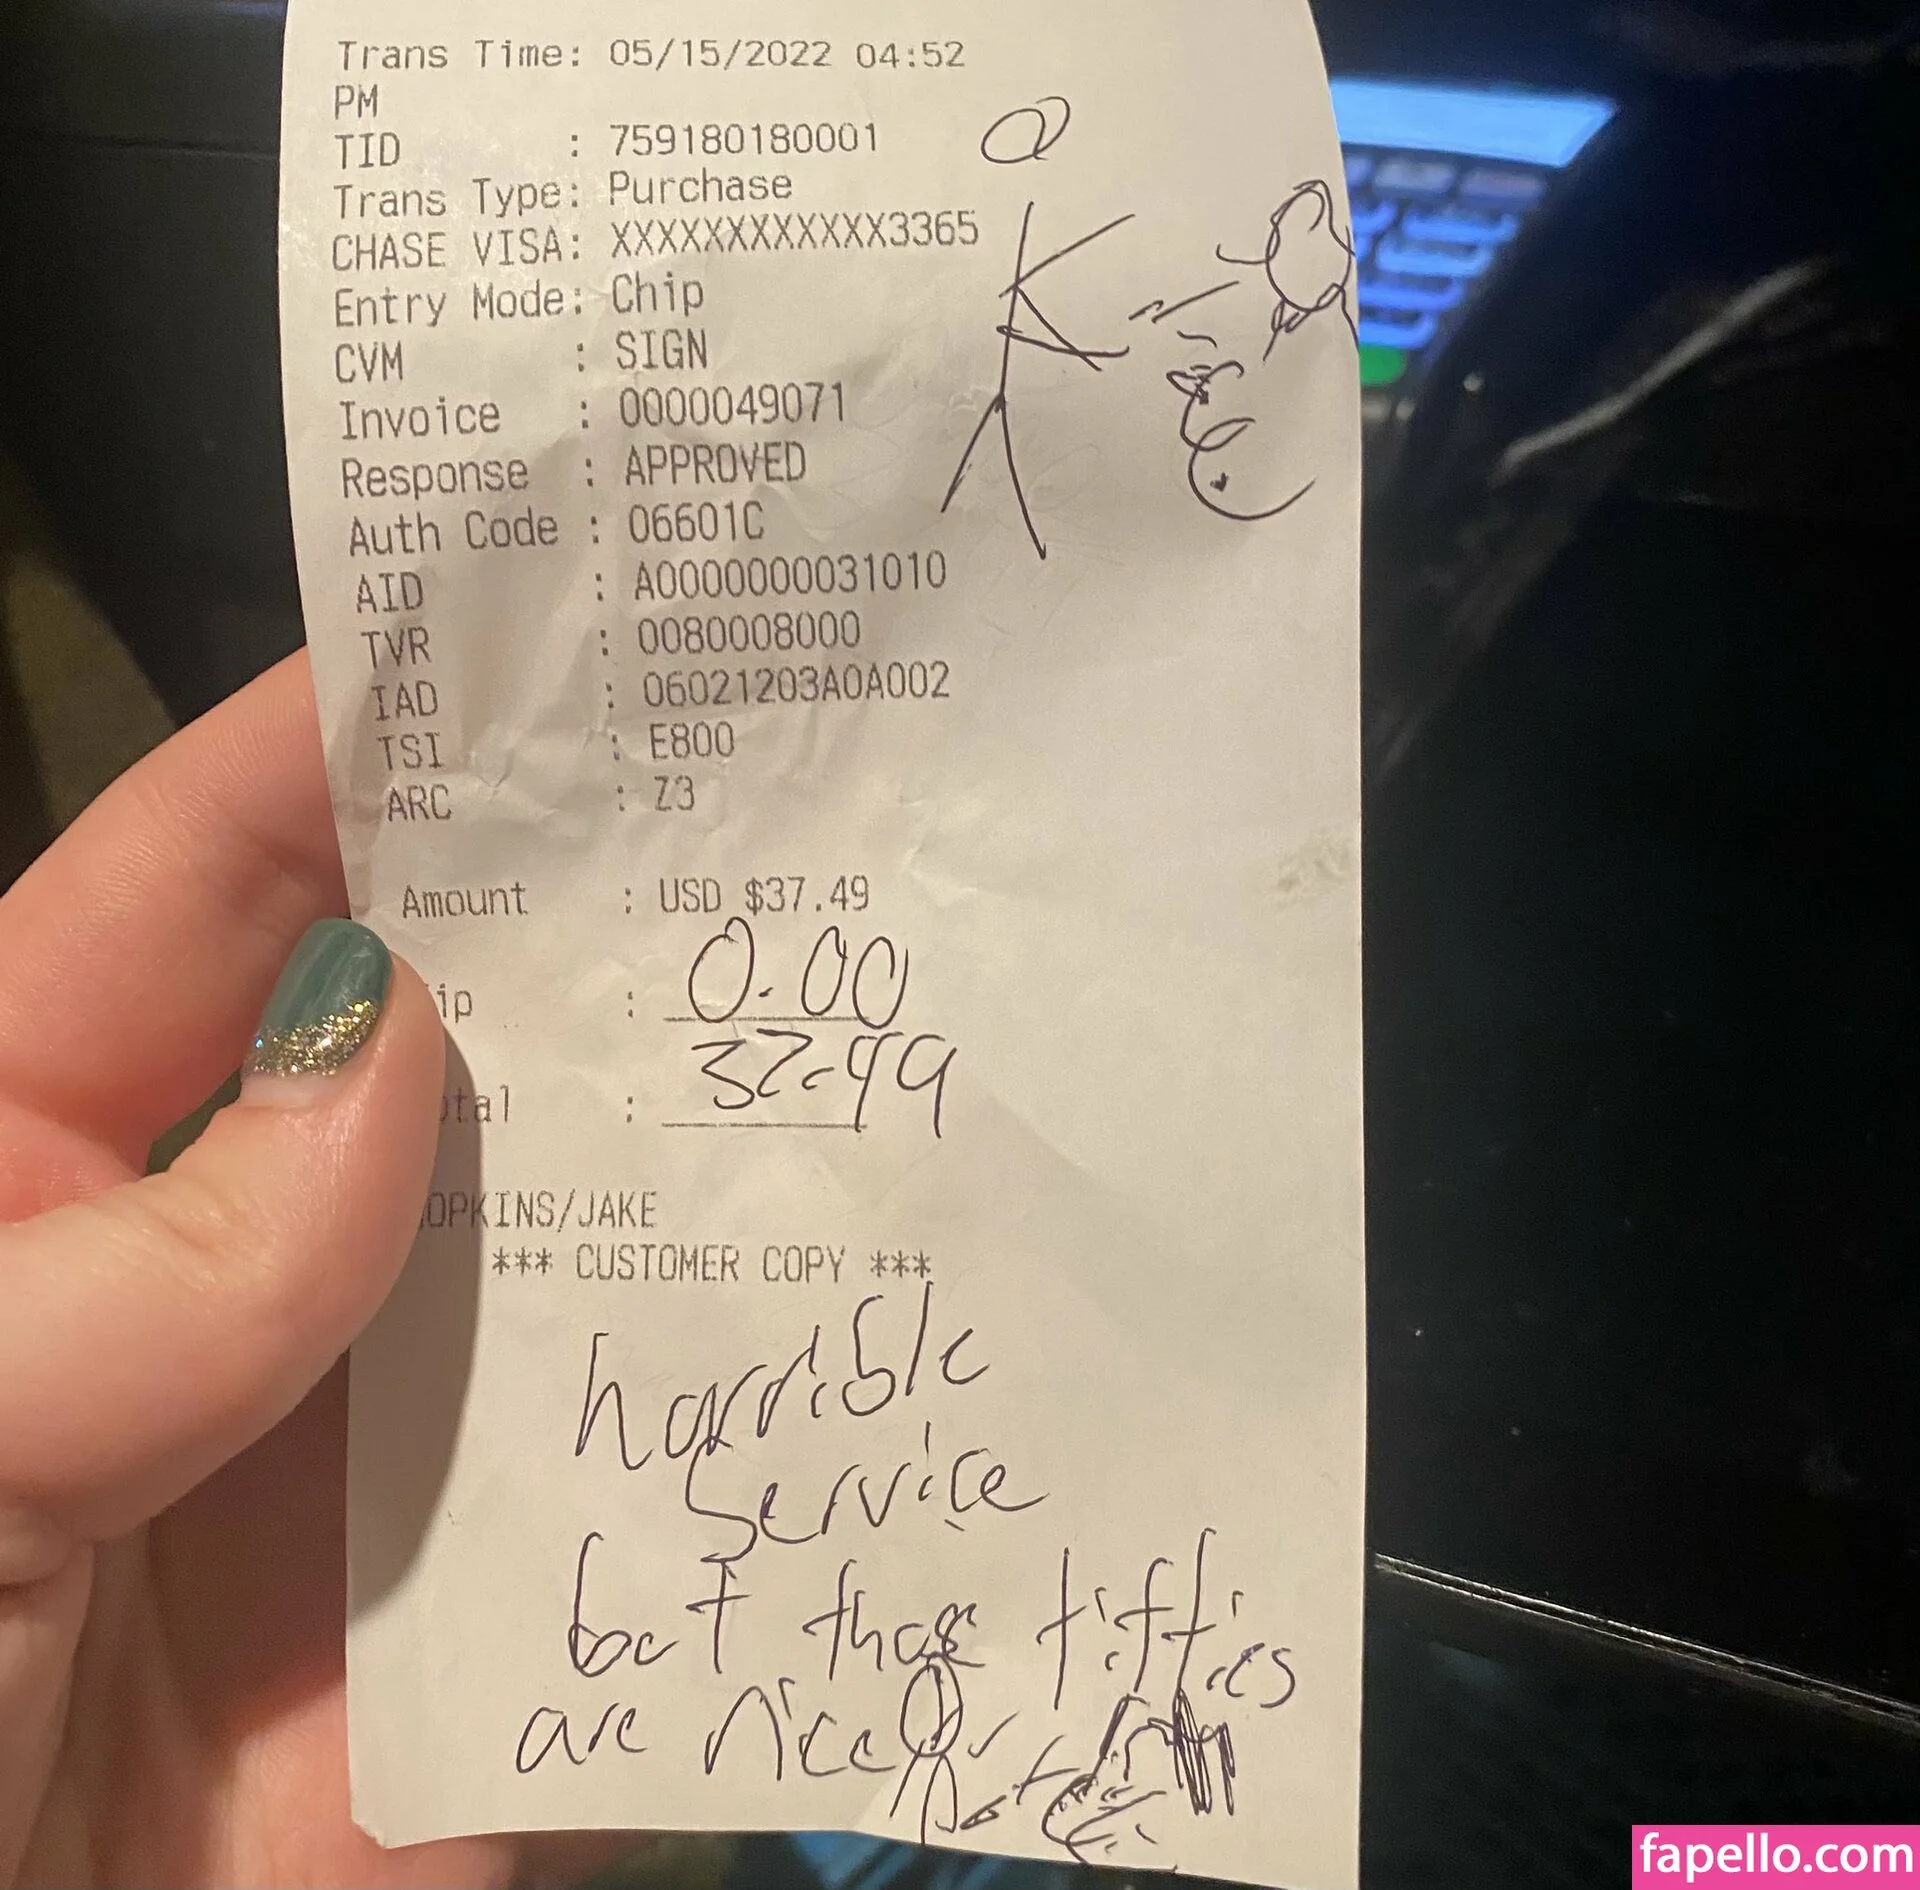 Trans Time: 05/15/2022 04:52
PM
TID : 759180180001
Trans Type: Purchase
CHASE VISA: XXXXXXXXXXXX3365
Entry Mode: Chip
CVM : SIGN
Invoice : 0000049071
Response : APPROVED
Auth Code : 06601C
AID : A0000000031010
TVR : 0080008000
IAD : 06021203A0A002
TSI : E800
ARC : Z3
Amount : USD $37.49
ip : 0.00
otal : 37.49
OPKINS/JAKE
*** CUSTOMER COPY ***
horrible
Service
but those titties
are nice
fapello.com